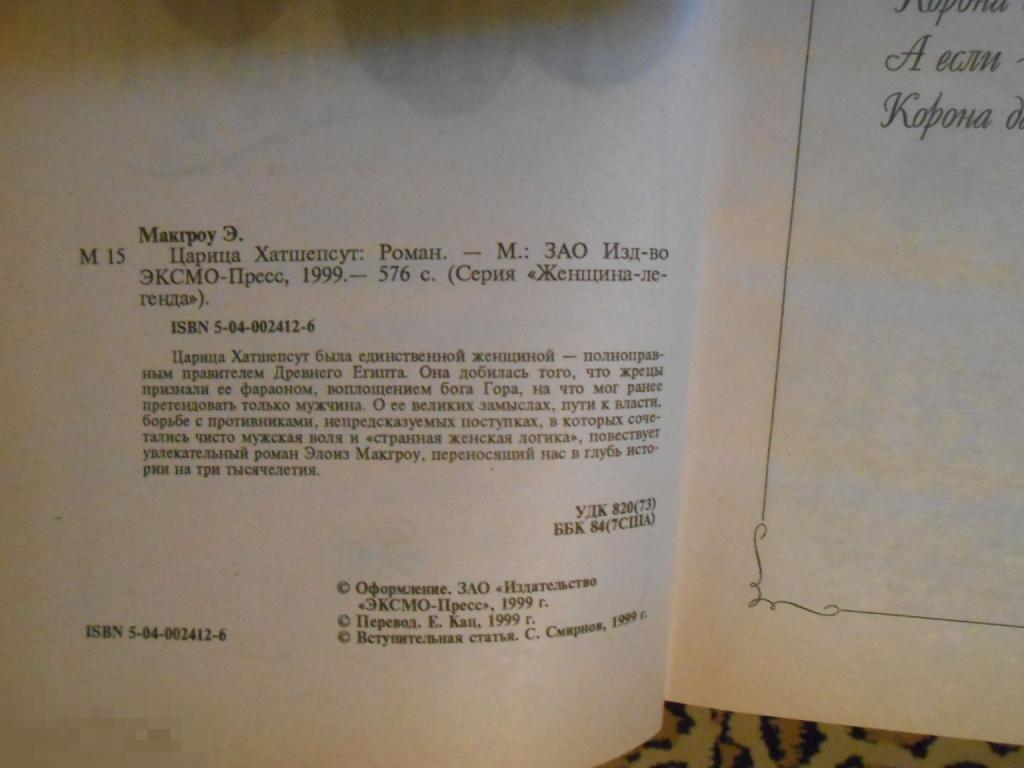 Макгроу Э.
М 15 Царица Хатшепсут: Роман. — М.: ЗАО Изд-во
ЭКСМО-Пресс, 1999.— 576 с. (Серия «Женщина-ле-
генда»).
ISBN 5-04-002412-6
Царица Хатшепсут была единственной женщиной — полноправ-
ным правителем Древнего Египта. Она добилась того, что жрецы
признали ее фараоном, воплощением бога Гора, на что мог ранее
претендовать только мужчина. О ее великих замыслах, пути к власти,
борьбе с противниками, непредсказуемых поступках, в которых соче-
тались чисто мужская воля и «странная женская логика», повествует
увлекательный роман Элоиз Макгроу, переносящий нас в глубь исто-
рии на три тысячелетия.
УДК 820(73)
ББК 84(7США)
© Оформление. ЗАО «Издательство
«ЭКСМО-Пресс», 1999 г.
© Перевод. Е. Кац, 1999 г.
© Вступительная статья. С. Смирнов, 1999 г.
ISBN 5-04-002412-6
Корона
А если -
Корона